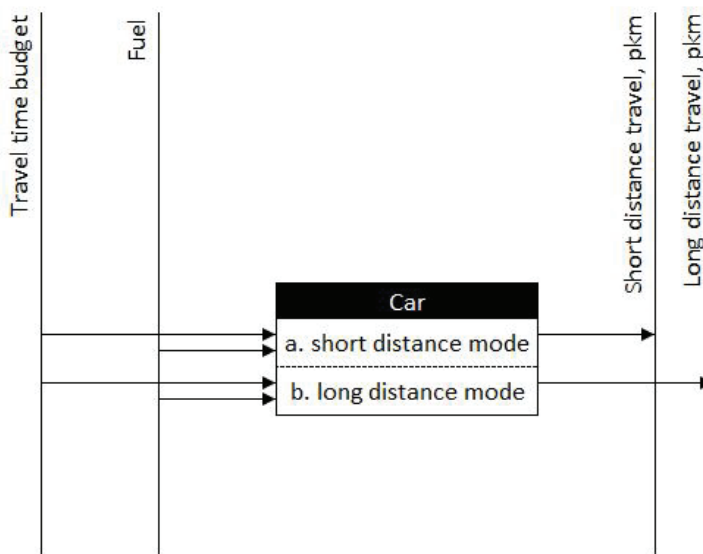 Travel time budget
Fuel
Short distance travel, pkm
Long distance travel, pkm
Car
a. short distance mode
b. long distance mode